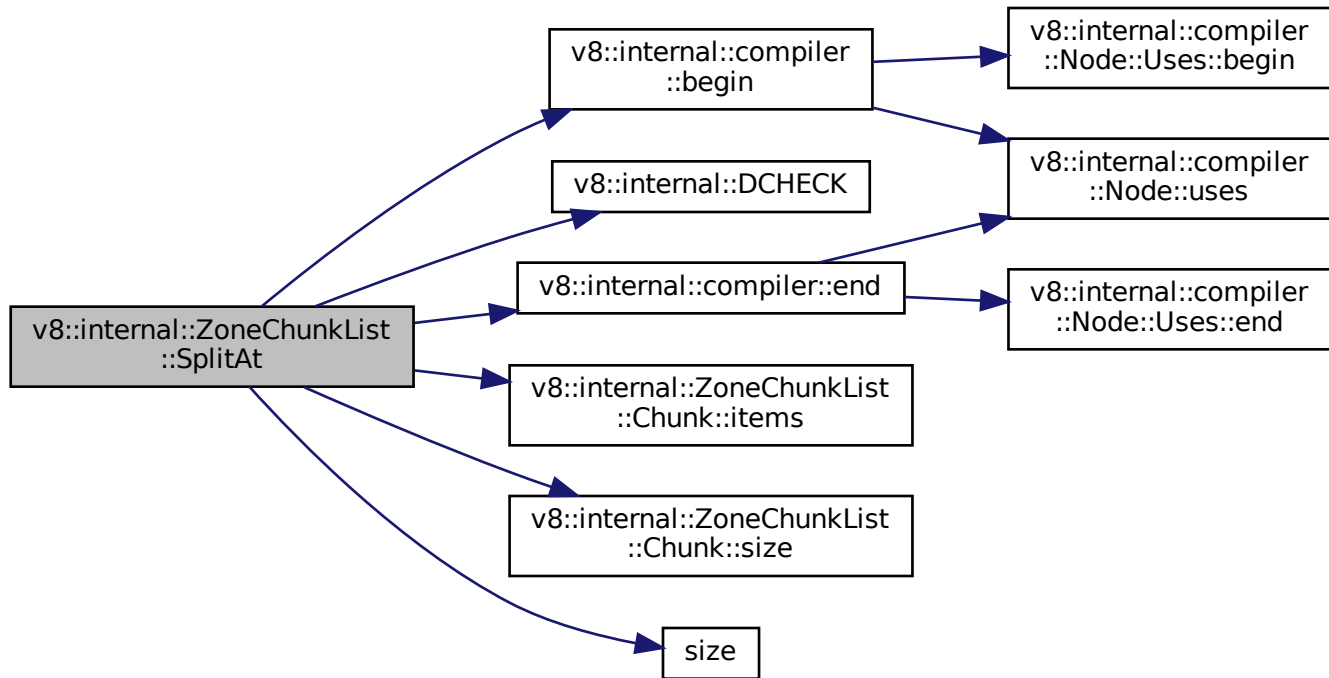 v8::internal::ZoneChunkList
::SplitAt
v8::internal::compiler
::begin
v8::internal::DCHECK
v8::internal::compiler::end
v8::internal::ZoneChunkList
::Chunk::items
v8::internal::ZoneChunkList
::Chunk::size
size
v8::internal::compiler
::Node::Uses::begin
v8::internal::compiler
::Node::uses
v8::internal::compiler
::Node::Uses::end